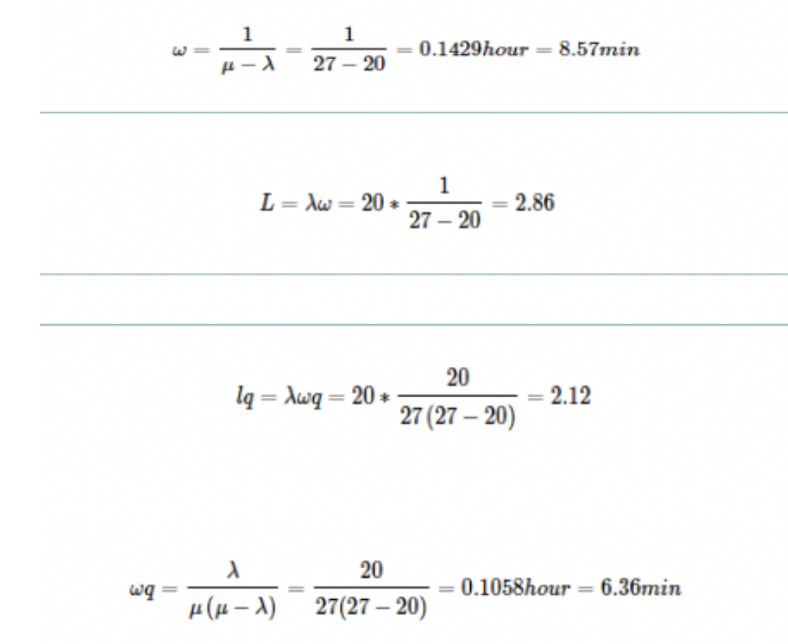 ω = 1/(μ − λ) = 1/(27 − 20) = 0.1429hour = 8.57min
L = λω = 20 * 1/(27 − 20) = 2.86
lq = λωq = 20 * 20/(27(27 − 20)) = 2.12
ωq = λ/(μ(μ − λ)) = 20/(27(27 − 20)) = 0.1058hour = 6.36min